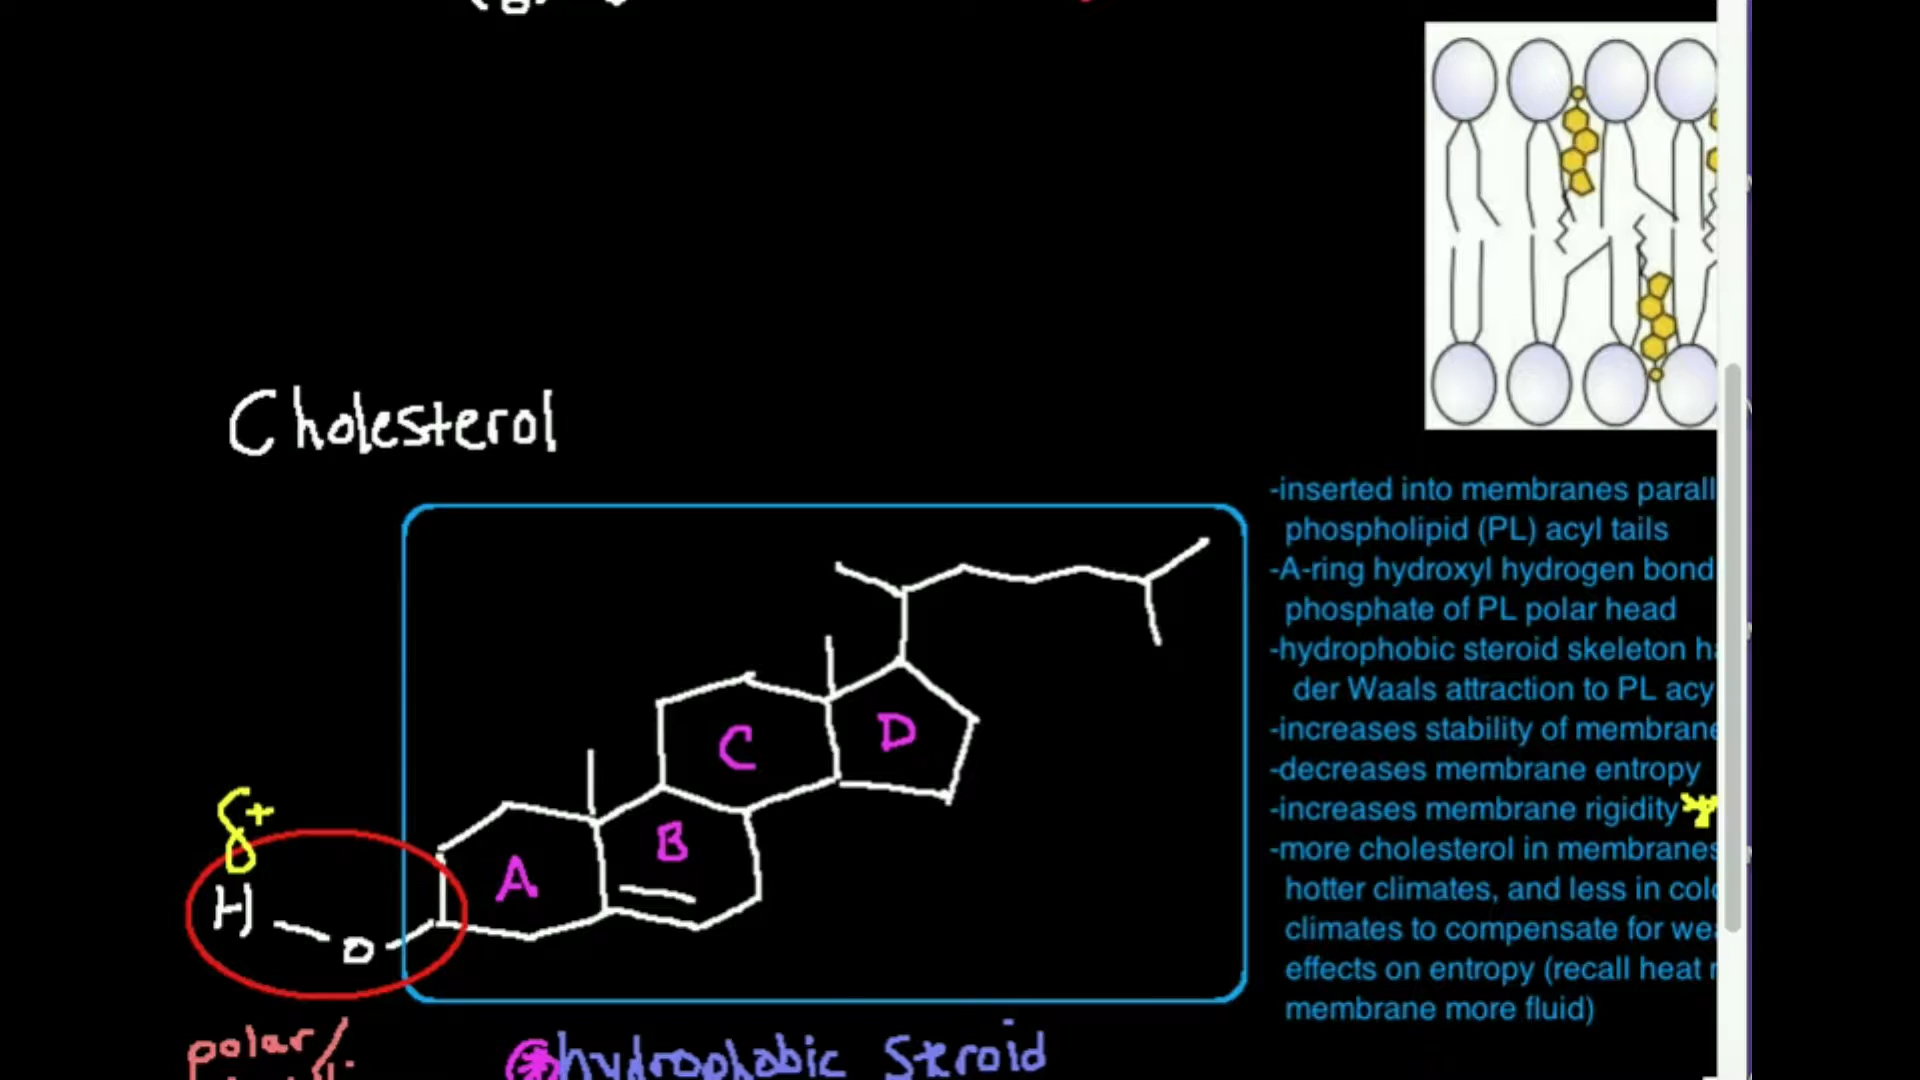 Cholesterol
-inserted into membranes parall
phospholipid (PL) acyl tails
-A-ring hydroxyl hydrogen bond
phosphate of PL polar head
-hydrophobic steroid skeleton h
der Waals attraction to PL acy
-increases stability of membrane
-decreases membrane entropy
-increases membrane rigidity
-more cholesterol in membranes
hotter climates, and less in col
climates to compensate for we
effects on entropy (recall heat
membrane more fluid)
C
D
B
A
δ+
H
O
polar/
hydrophobic Steroid